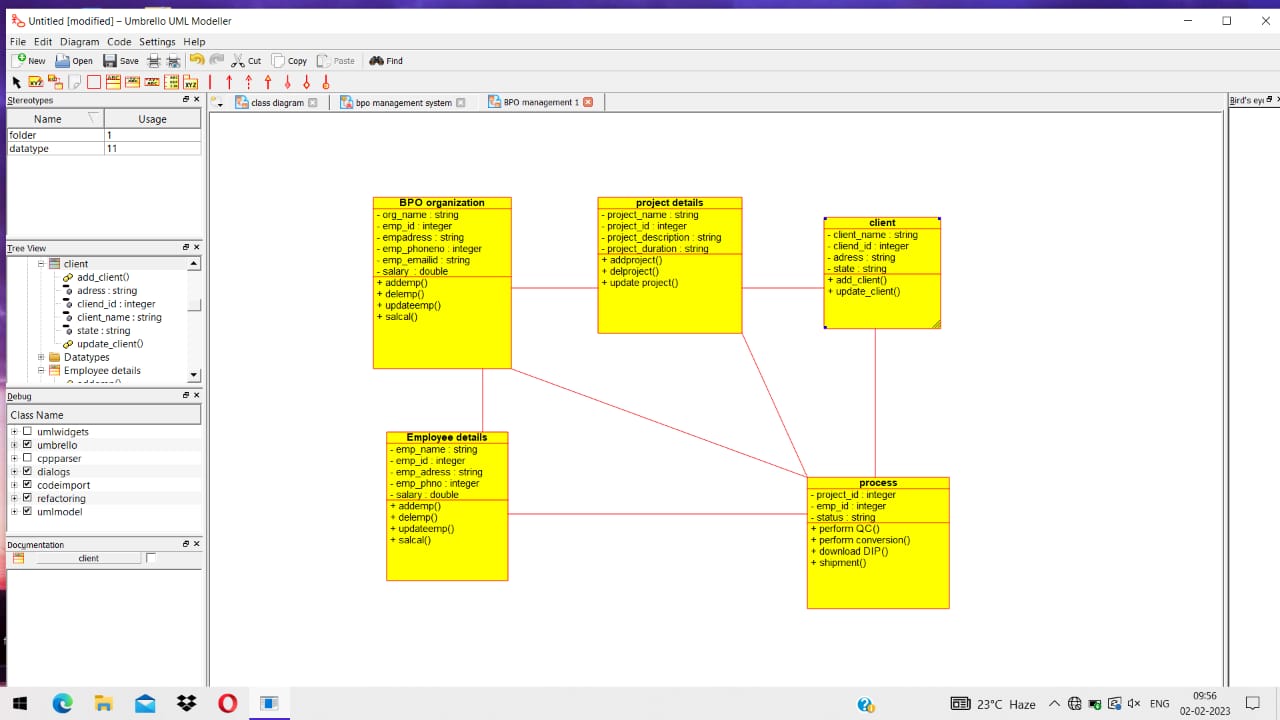 Untitled [modified] – Umbrello UML Modeller
File Edit Diagram Code Settings Help
New Open Save Cut Copy Paste Find
Stereotypes
Name Usage
folder 1
datatype 11
Tree View
client
add_client()
adress : string
cliend_id : integer
client_name : string
state : string
update_client()
Datatypes
Employee details
Debug
Class Name
umlwidgets
umbrello
cppparser
dialogs
codeimport
refactoring
umlmodel
Documentation
client
class diagram bpo management system BPO management 1
Bird's eye
BPO organization
- org_name : string
- emp_id : integer
- empadress : string
- emp_phoneno : integer
- emp_emailid : string
- salary : double
+ addemp()
+ delemp()
+ updateemp()
+ salcal()
project details
- project_name : string
- project_id : integer
- project_description : string
- project_duration : string
+ addproject()
+ delproject()
+ update project()
client
- client_name : string
- cliend_id : integer
- adress : string
- state : string
+ add_client()
+ update_client()
Employee details
- emp_name : string
- emp_id : integer
- emp_adress : string
- emp_phno : integer
- salary : double
+ addemp()
+ delemp()
+ updateemp()
+ salcal()
process
- project_id : integer
- emp_id : integer
- status : string
+ perform QC()
+ perform conversion()
+ download DIP()
+ shipment()
23°C Haze ENG
09:56
02-02-2023